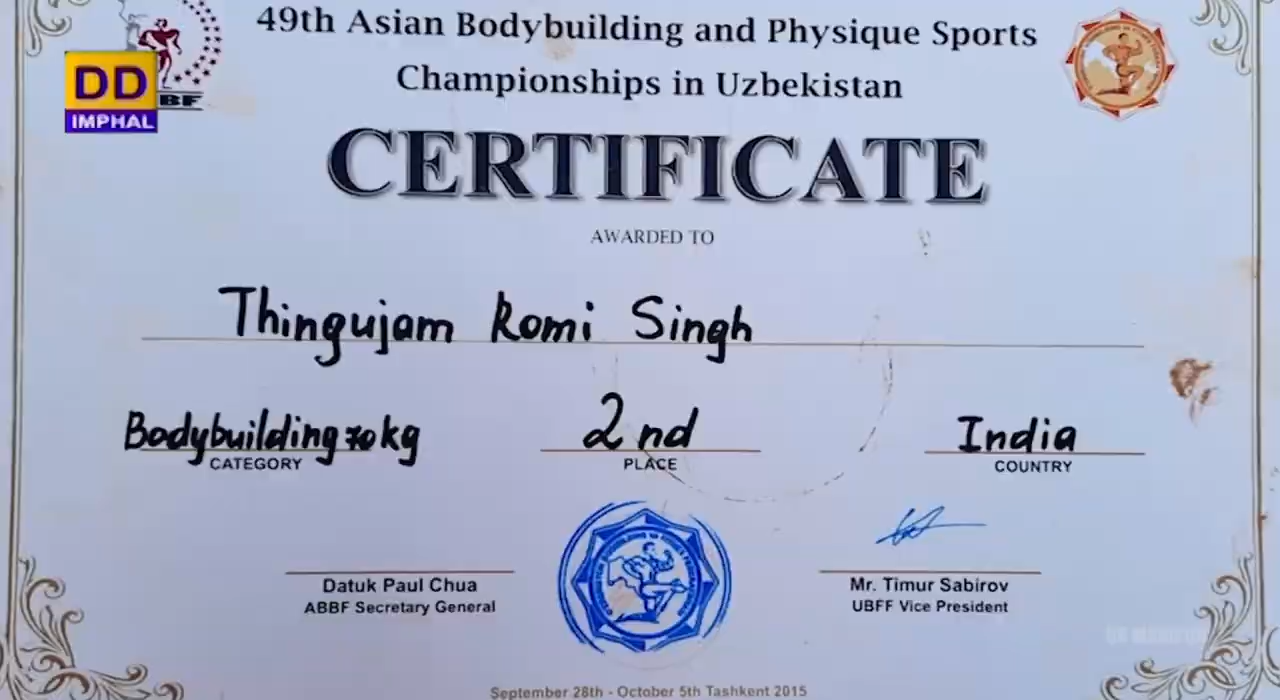 49th Asian Bodybuilding and Physique Sports
Championships in Uzbekistan
DD
IMPHAL
BF
CERTIFICATE
AWARDED TO
Thingujam Romi Singh
Bodybuilding 70kg 2nd India
CATEGORY PLACE COUNTRY
Datuk Paul Chua Mr. Timur Sabirov
ABBF Secretary General UBFF Vice President
September 28th - October 5th Tashkent 2015